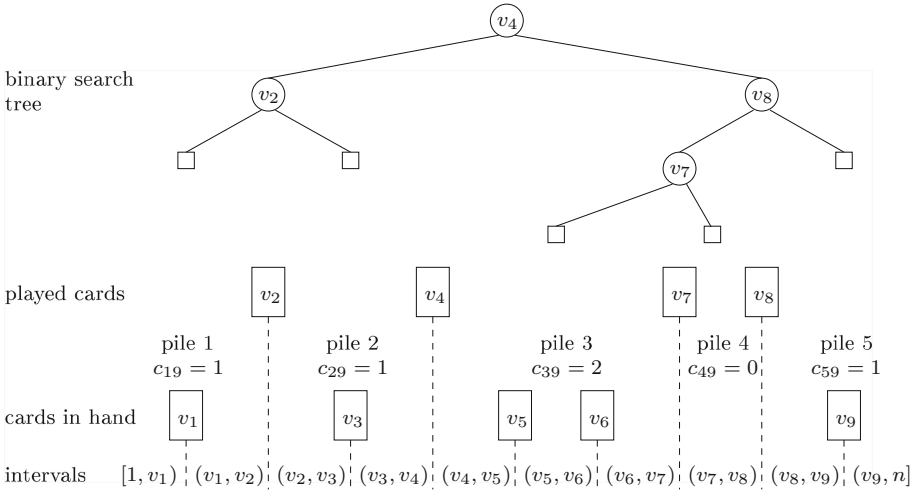 v₄
binary search
tree
v₂ v₈
v₇
played cards v₂ v₄ v₇ v₈
pile 1 pile 2 pile 3 pile 4 pile 5
c₁₉ = 1 c₂₉ = 1 c₃₉ = 2 c₄₉ = 0 c₅₉ = 1
cards in hand v₁ v₃ v₅ v₆ v₉
intervals [1, v₁) (v₁, v₂) (v₂, v₃) (v₃, v₄) (v₄, v₅) (v₅, v₆) (v₆, v₇) (v₇, v₈) (v₈, v₉) (v₉, n]